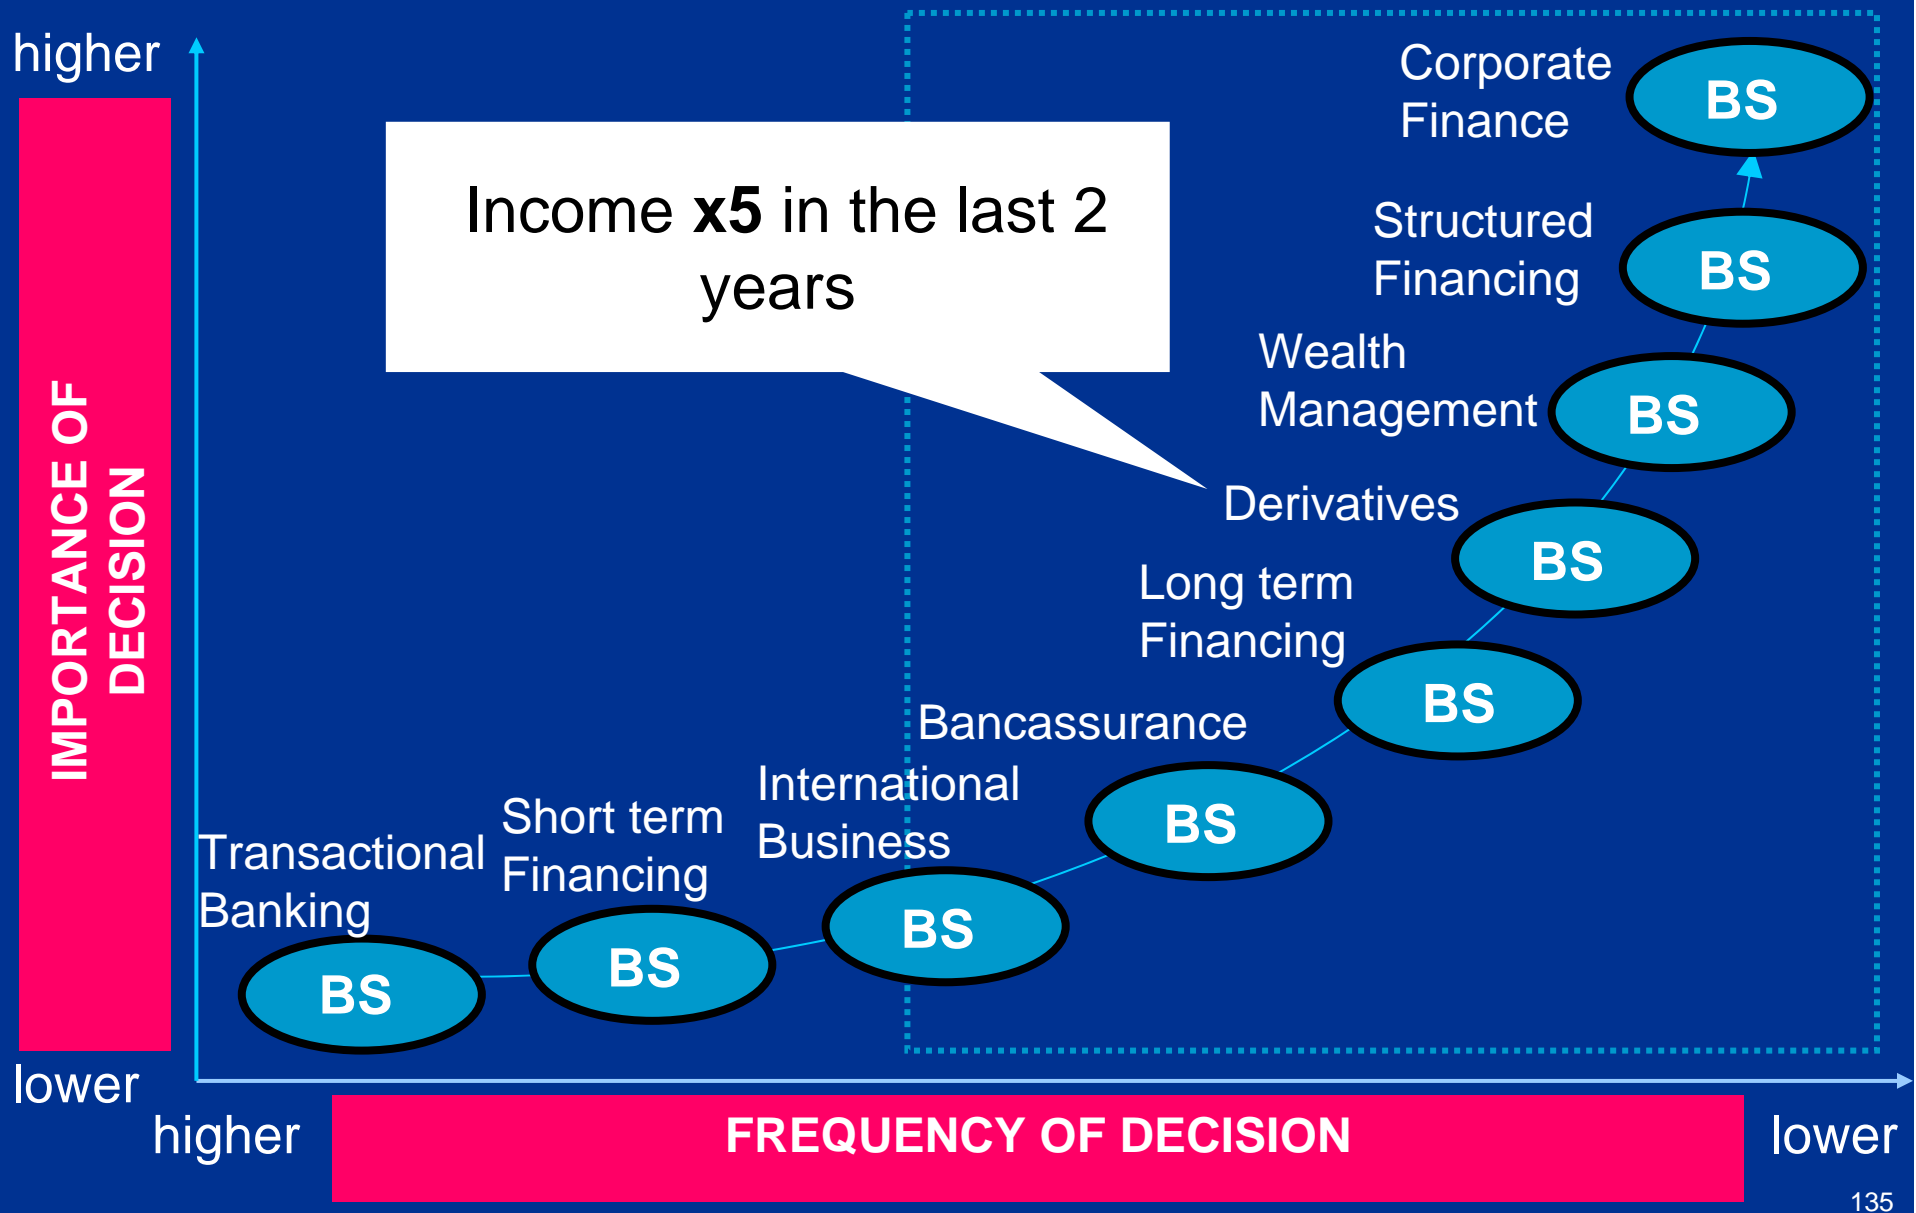 higher
Corporate
Finance
BS
Income x5 in the last 2
years
Structured
Financing
BS
Wealth
Management
BS
IMPORTANCE OF
DECISION
Derivatives
BS
Long term
Financing
BS
Bancassurance
BS
International
Business
BS
Short term
Financing
BS
Transactional
Banking
BS
lower
higher
FREQUENCY OF DECISION
lower
135